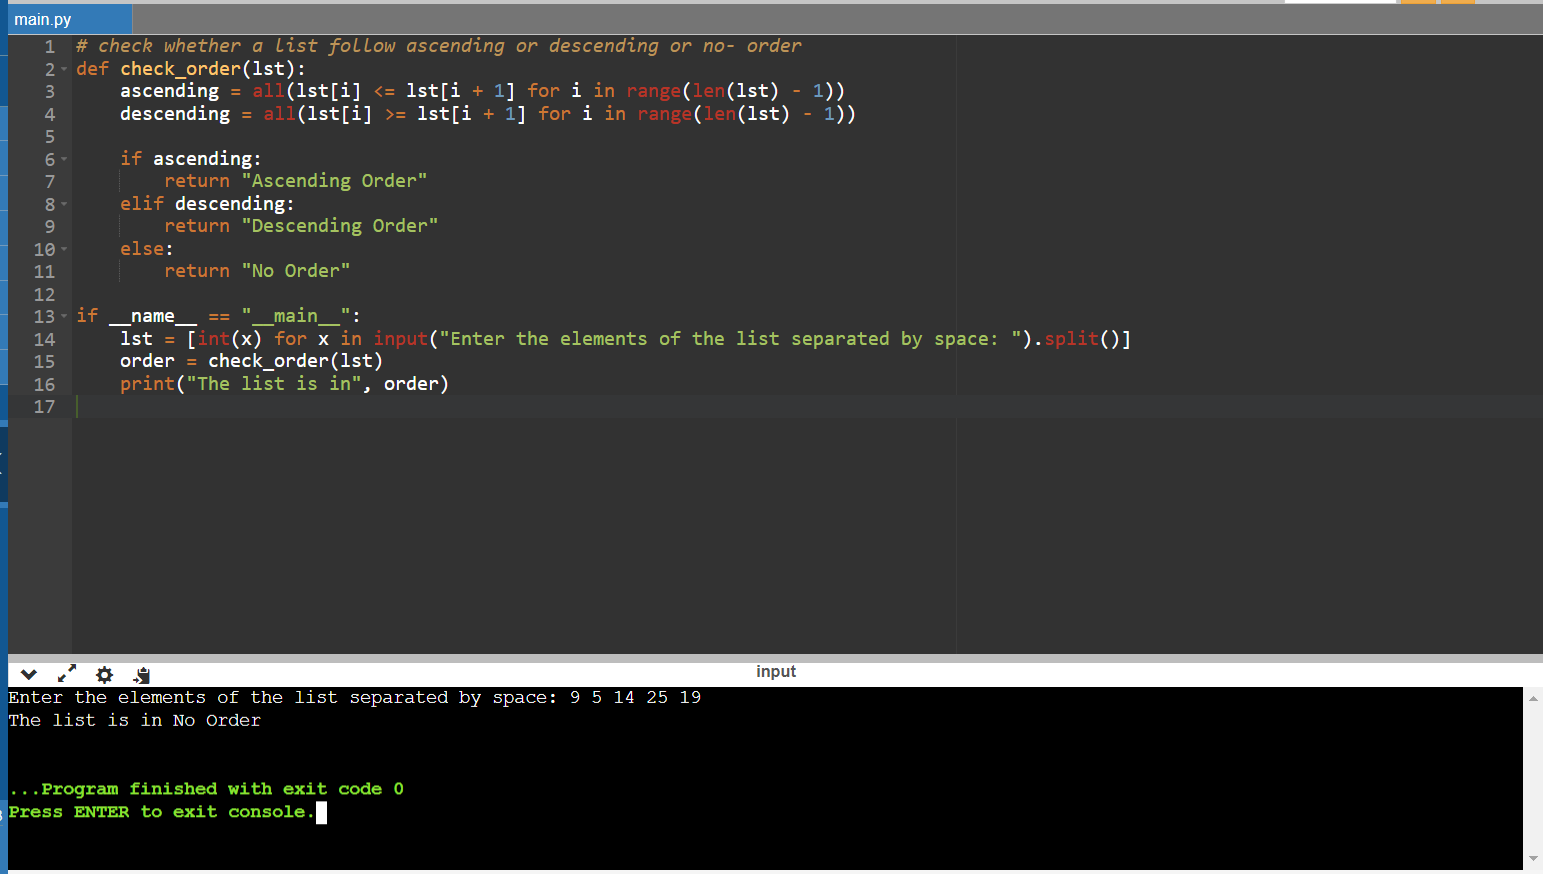 main.py
1 # check whether a list follow ascending or descending or no- order
2 def check_order(lst):
3     ascending = all(lst[i] <= lst[i + 1] for i in range(len(lst) - 1))
4     descending = all(lst[i] >= lst[i + 1] for i in range(len(lst) - 1))
5
6     if ascending:
7         return "Ascending Order"
8     elif descending:
9         return "Descending Order"
10     else:
11         return "No Order"
12
13 if __name__ == "__main__":
14     lst = [int(x) for x in input("Enter the elements of the list separated by space: ").split()]
15     order = check_order(lst)
16     print("The list is in", order)
17
input
Enter the elements of the list separated by space: 9 5 14 25 19
The list is in No Order
...Program finished with exit code 0
Press ENTER to exit console.